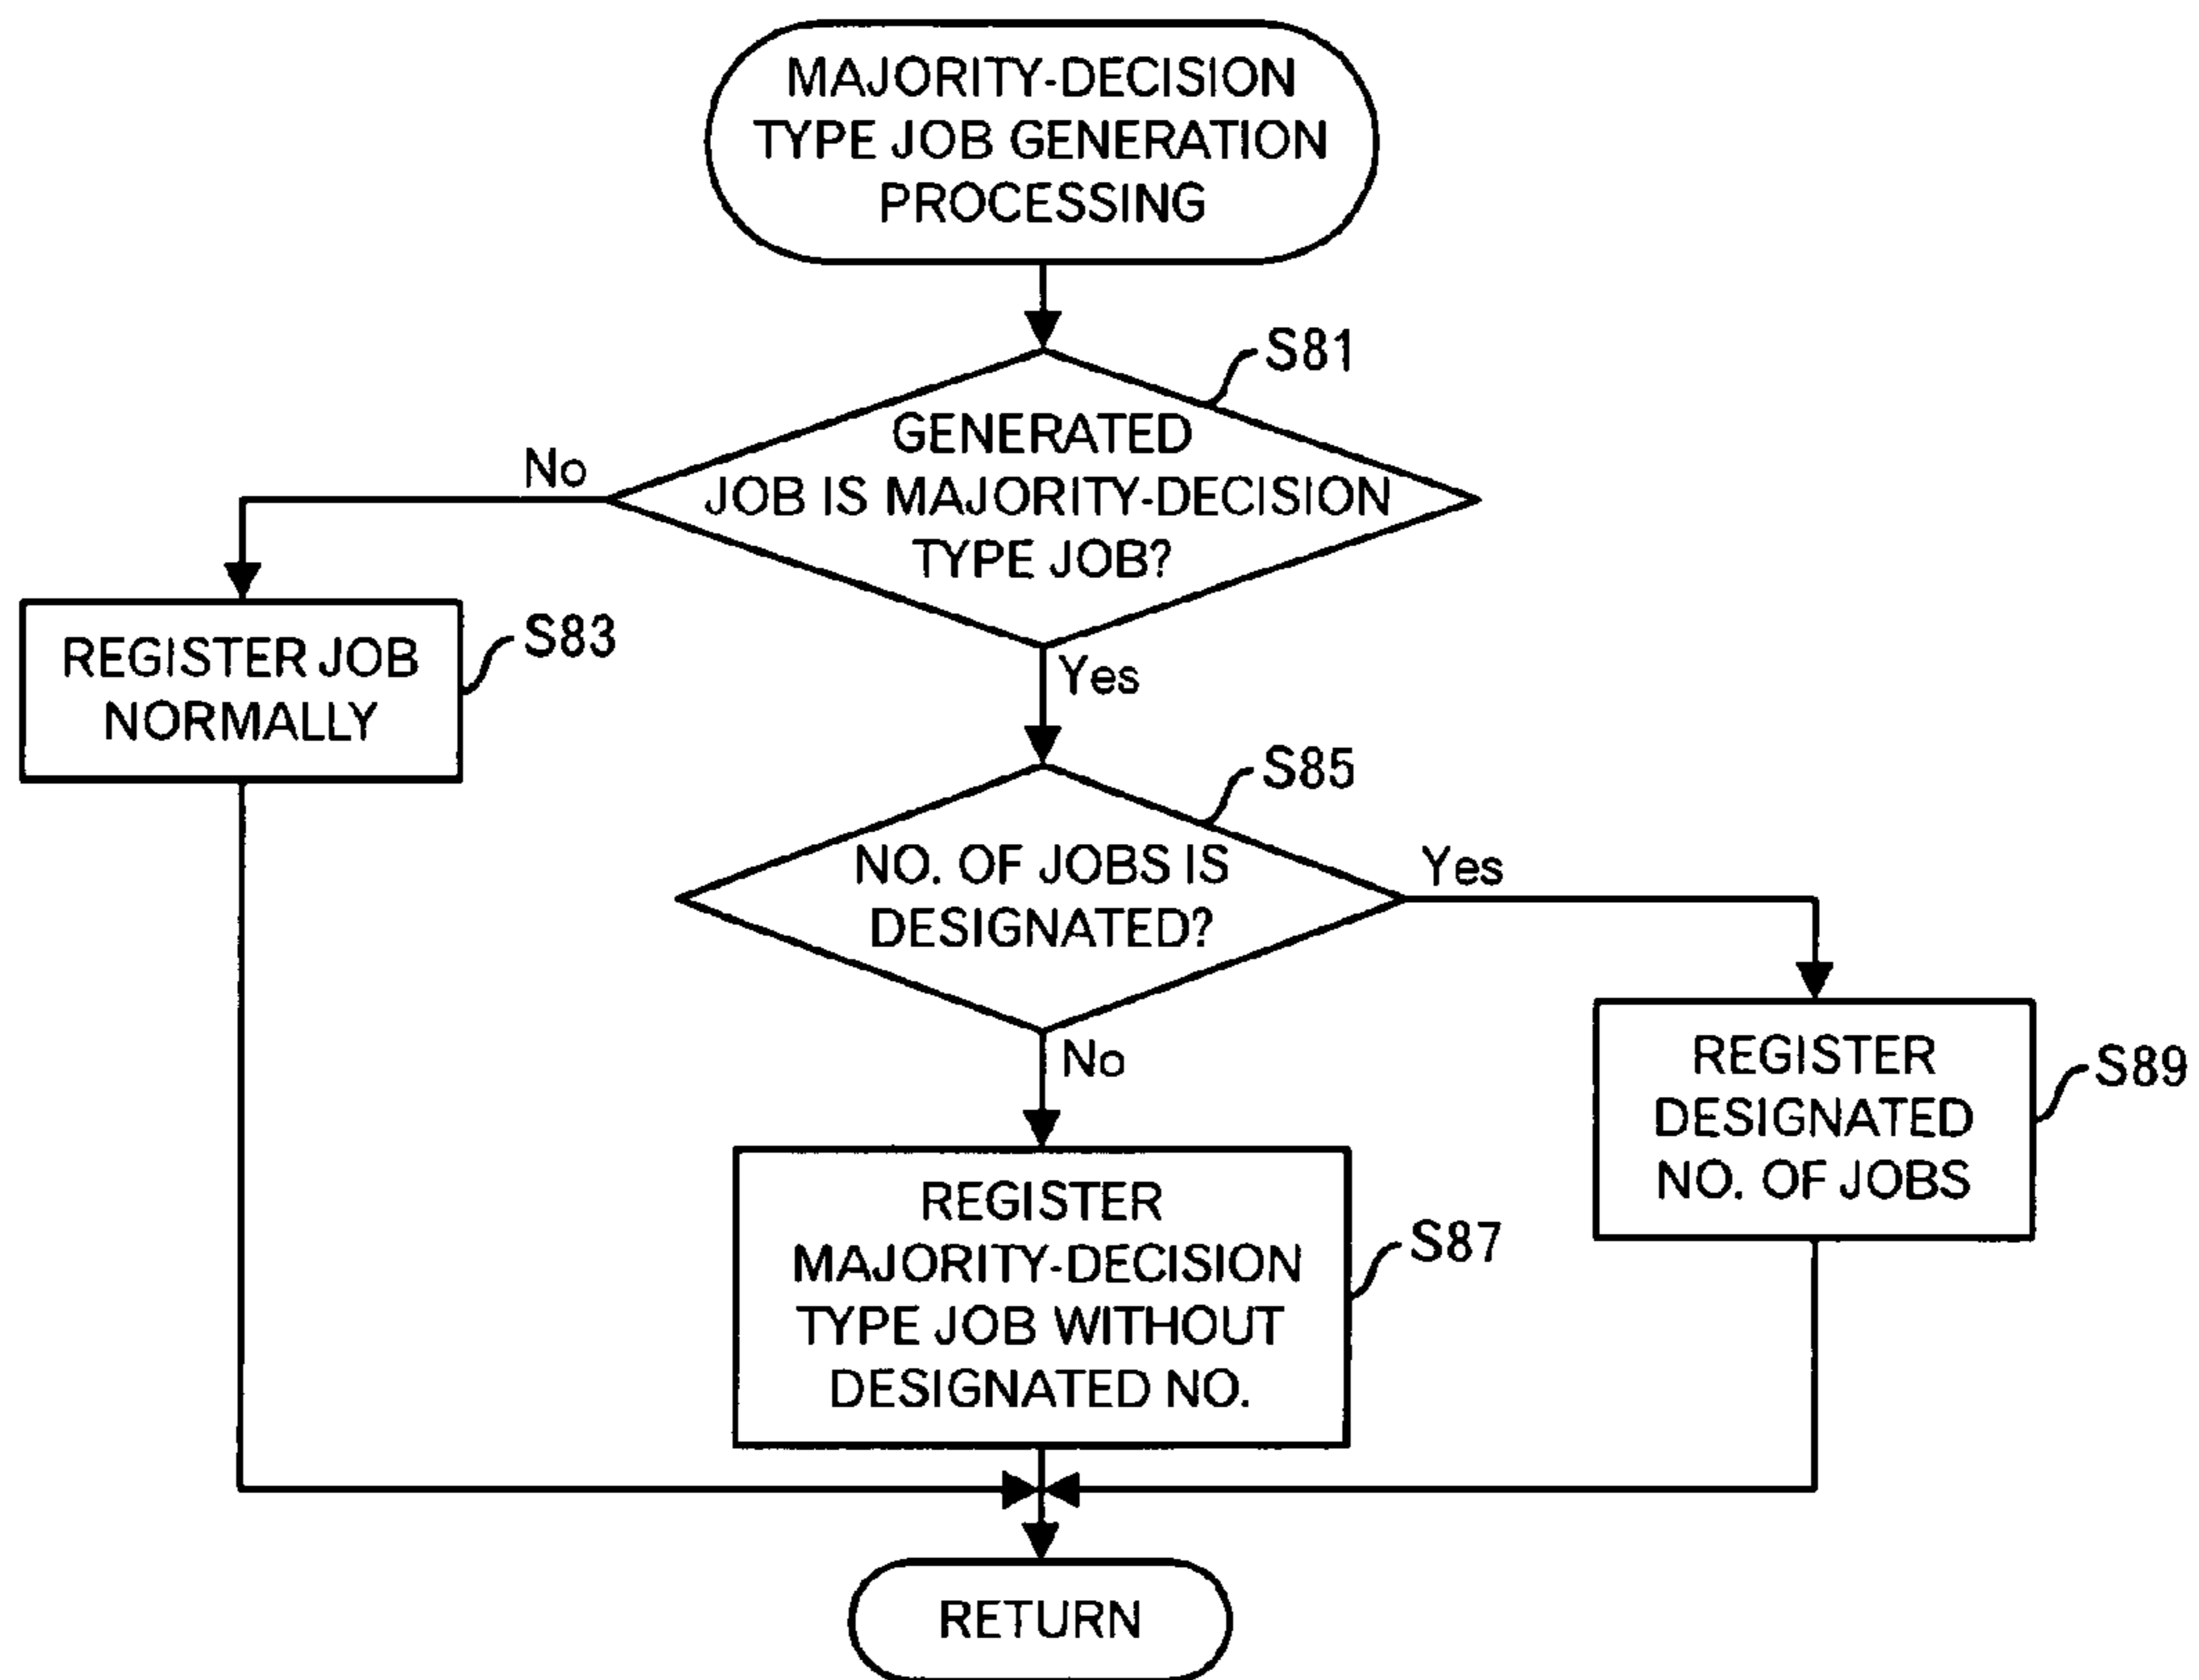 MAJORITY-DECISION
TYPE JOB GENERATION
PROCESSING
S81
GENERATED
JOB IS MAJORITY-DECISION
TYPE JOB?
No
Yes
REGISTER JOB
NORMALLY
S83
S85
NO. OF JOBS IS
DESIGNATED?
Yes
No
REGISTER
DESIGNATED
NO. OF JOBS
S89
REGISTER
MAJORITY-DECISION
TYPE JOB WITHOUT
DESIGNATED NO.
S87
RETURN